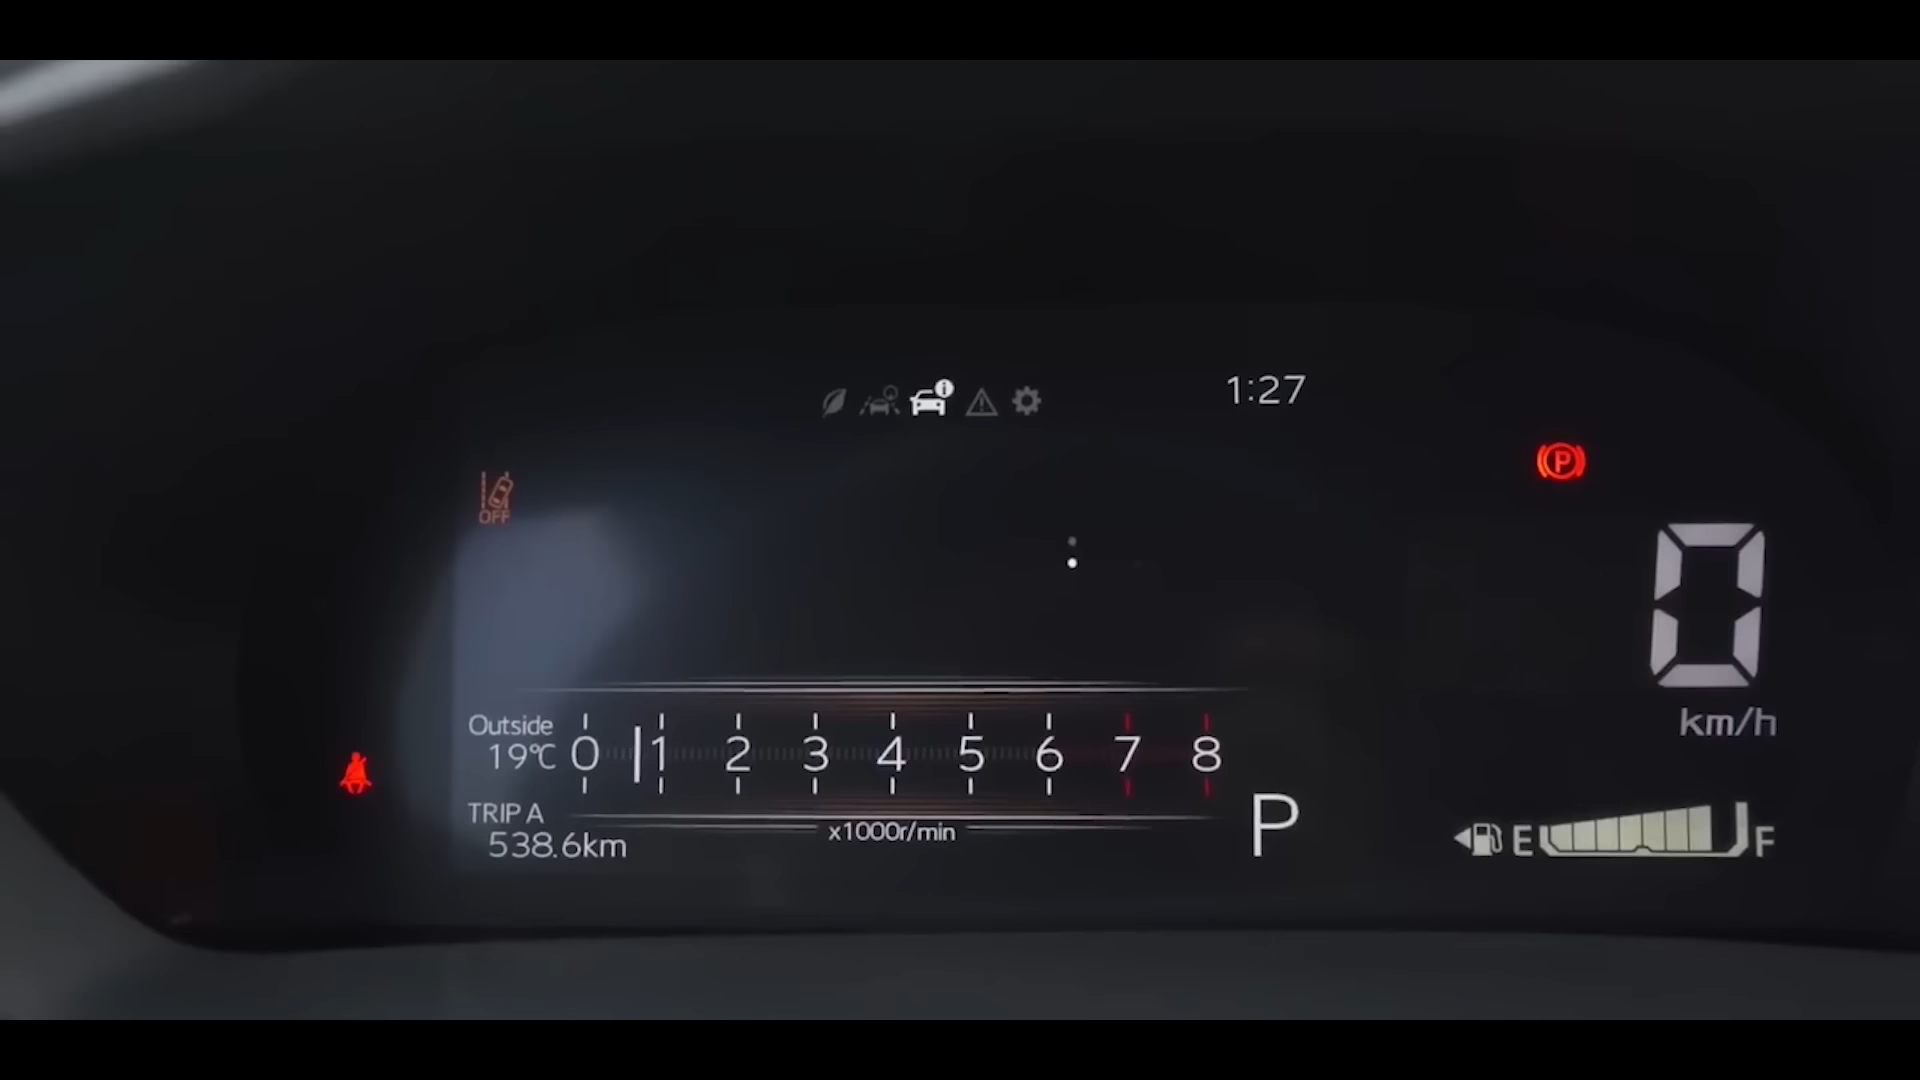 1:27
OFF
P
0
km/h
Outside
19℃
0 1 2 3 4 5 6 7 8
TRIP A
538.6km
x1000r/min
P
E F